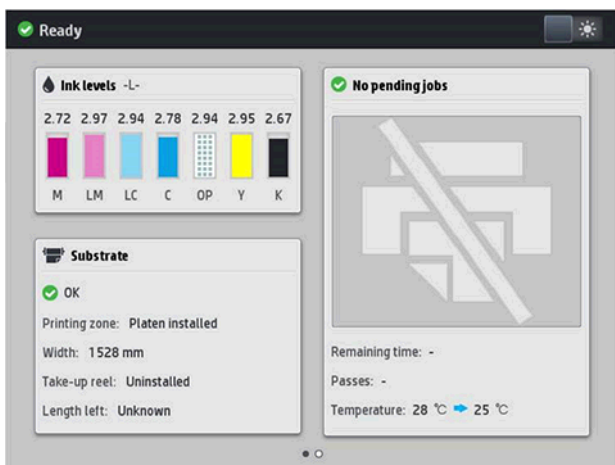 Ready
Ink levels -L-
2.72 2.97 2.94 2.78 2.94 2.95 2.67
M LM LC C OP Y K
Substrate
OK
Printing zone: Platen installed
Width: 1528 mm
Take-up reel: Uninstalled
Length left: Unknown
No pending jobs
Remaining time: -
Passes: -
Temperature: 28 °C ➨ 25 °C